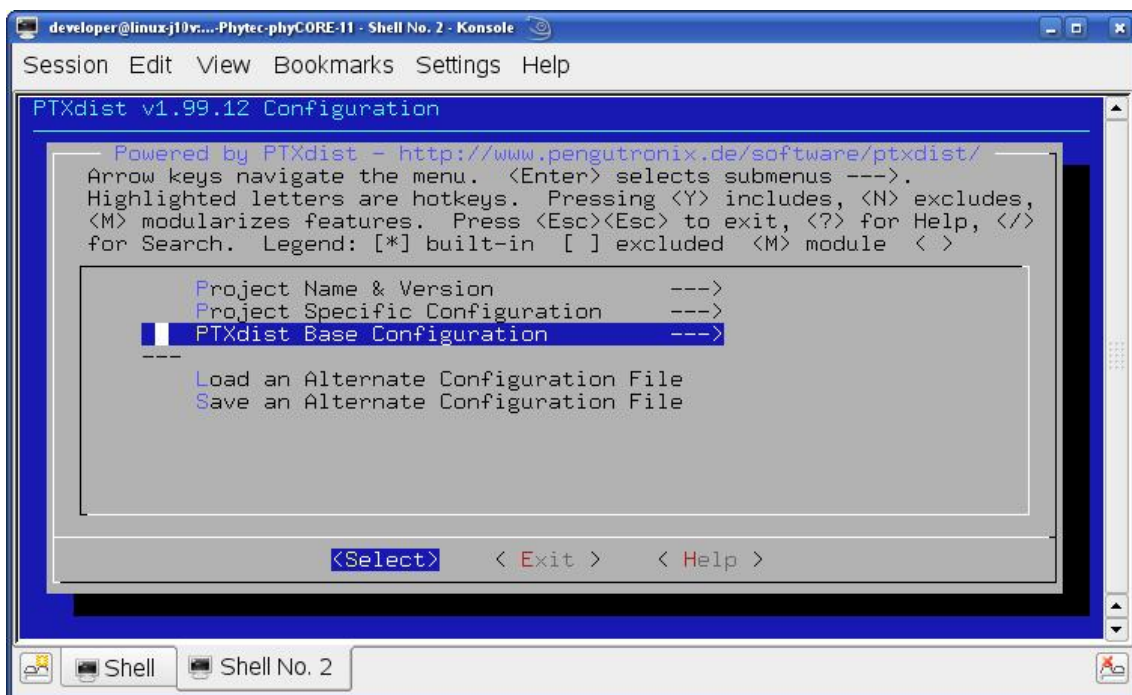 developer@linux-j10v:...-Phytec-phyCORE-11 - Shell No. 2 - Konsole
Session Edit View Bookmarks Settings Help
PTXdist v1.99.12 Configuration
Powered by PTXdist - http://www.pengutronix.de/software/ptxdist/
Arrow keys navigate the menu. <Enter> selects submenus --->.
Highlighted letters are hotkeys. Pressing <Y> includes, <N> excludes,
<M> modularizes features. Press <Esc><Esc> to exit, <?> for Help, </>
for Search. Legend: [*] built-in [ ] excluded <M> module < >
Project Name & Version --->
Project Specific Configuration --->
PTXdist Base Configuration --->
---
Load an Alternate Configuration File
Save an Alternate Configuration File
<Select> < Exit > < Help >
Shell Shell No. 2